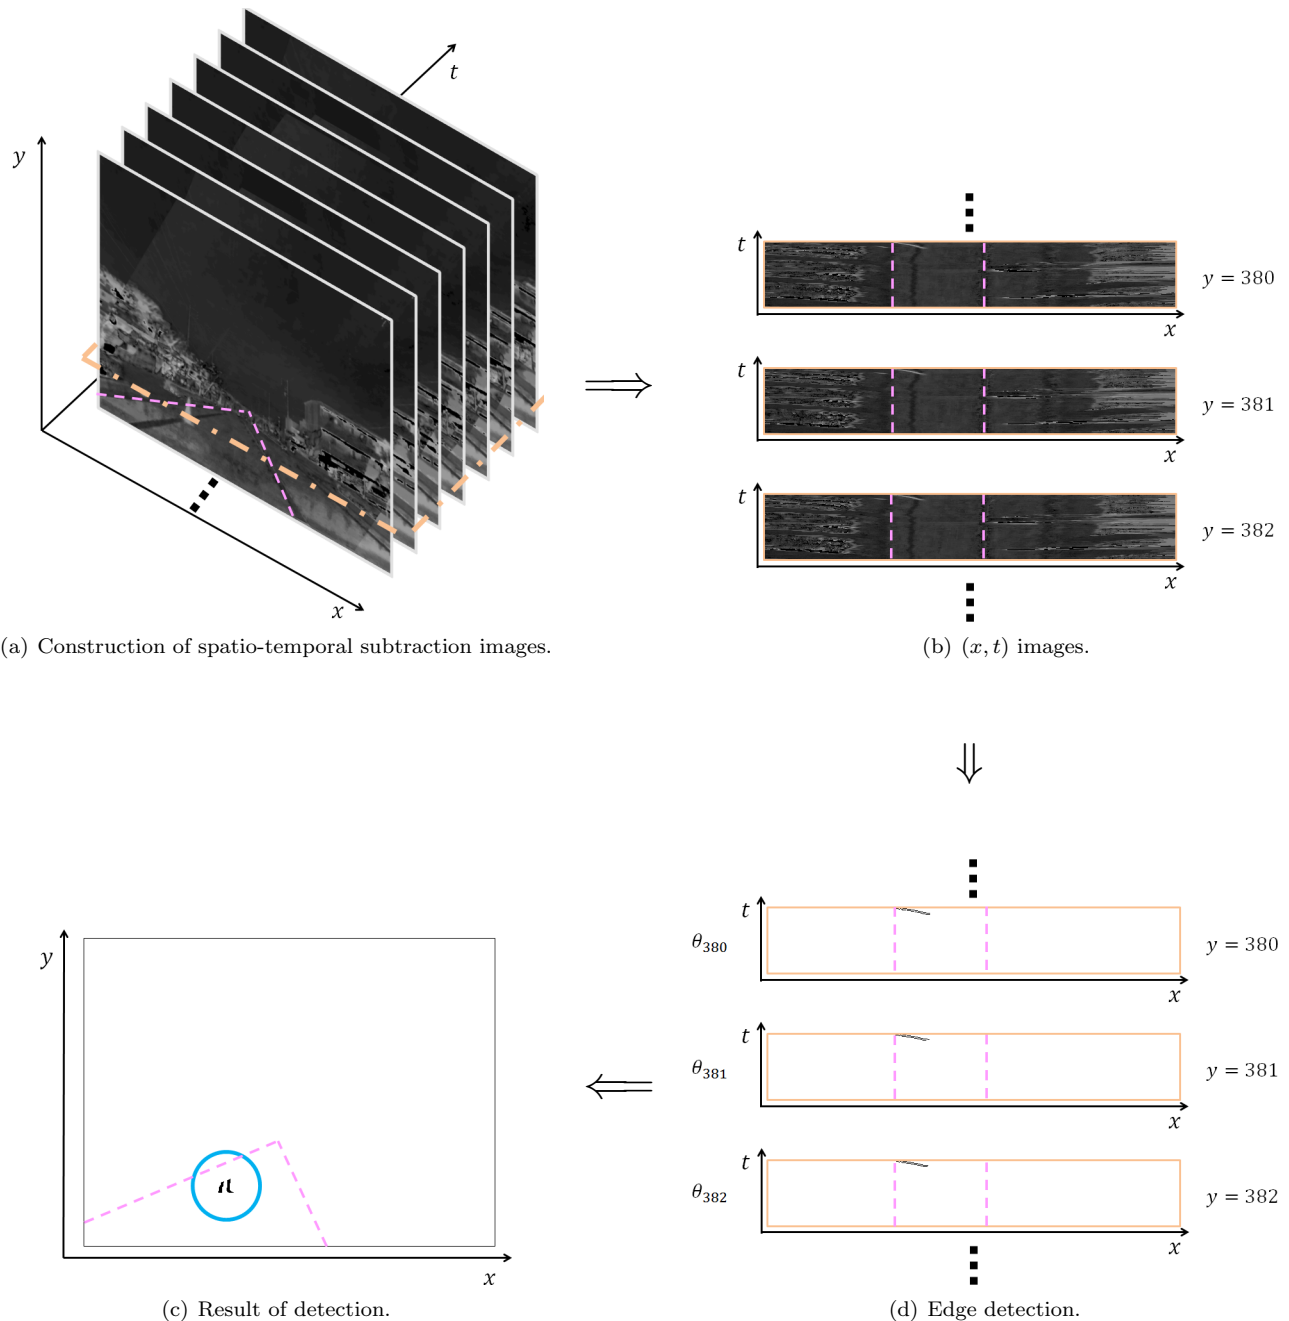 y
t
x
(a) Construction of spatio-temporal subtraction images.
t
y = 380
x
t
y = 381
x
t
y = 382
x
(b) (x, t) images.
y
x
(c) Result of detection.
t
θ380
y = 380
x
t
θ381
y = 381
x
t
θ382
y = 382
x
(d) Edge detection.